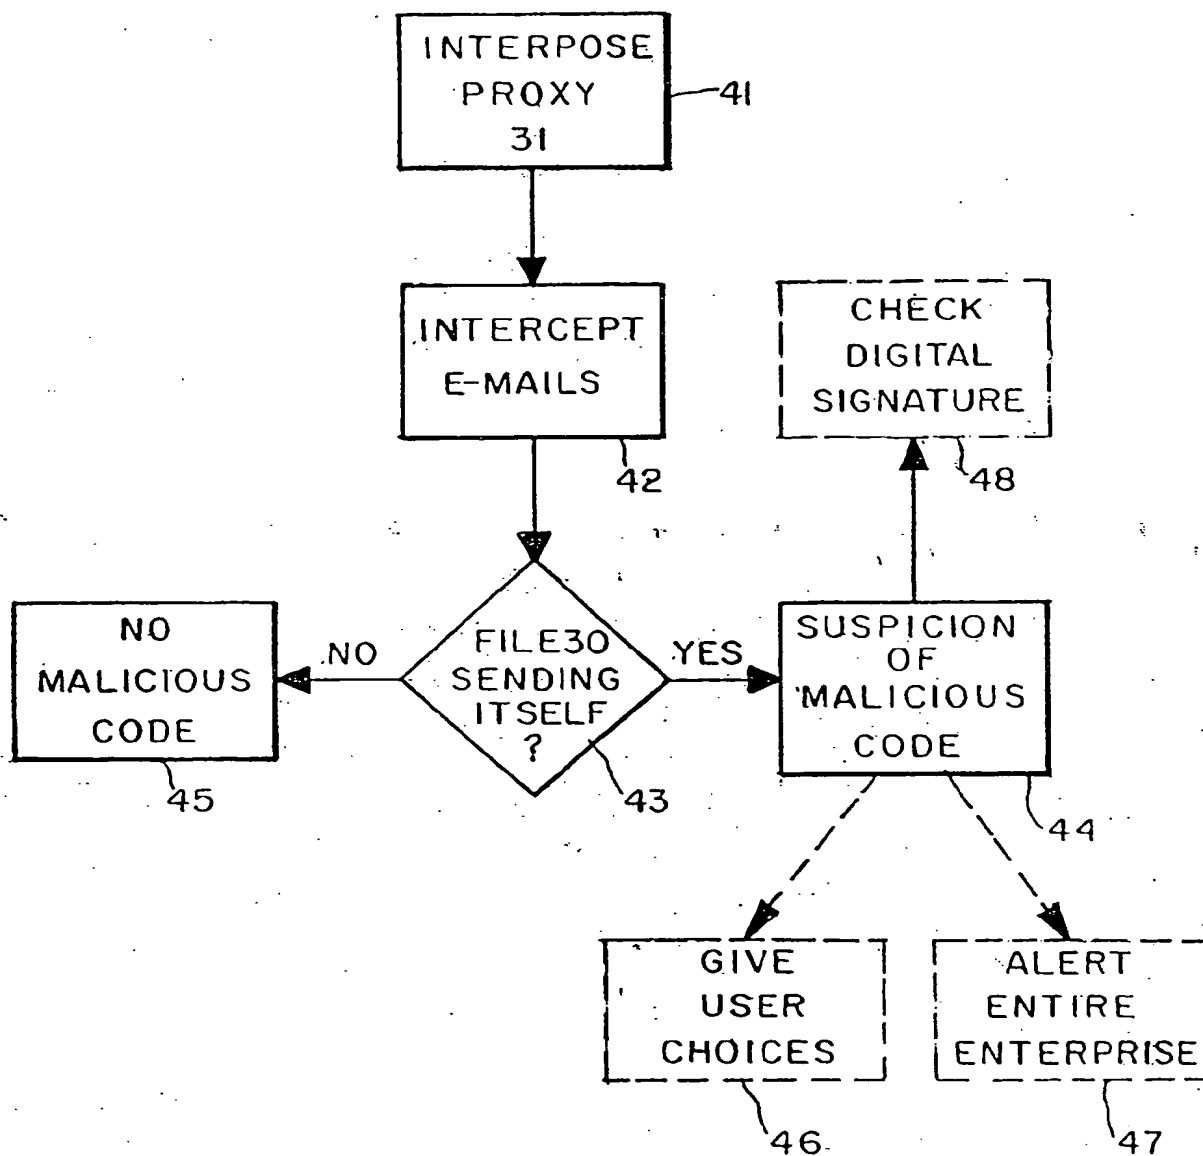 INTERPOSE
PROXY
31
41
INTERCEPT
E-MAILS
42
CHECK
DIGITAL
SIGNATURE
48
FILE30
SENDING
ITSELF
?
43
NO
YES
NO
MALICIOUS
CODE
45
SUSPICION
OF
MALICIOUS
CODE
44
GIVE
USER
CHOICES
46
ALERT
ENTIRE
ENTERPRISE
47